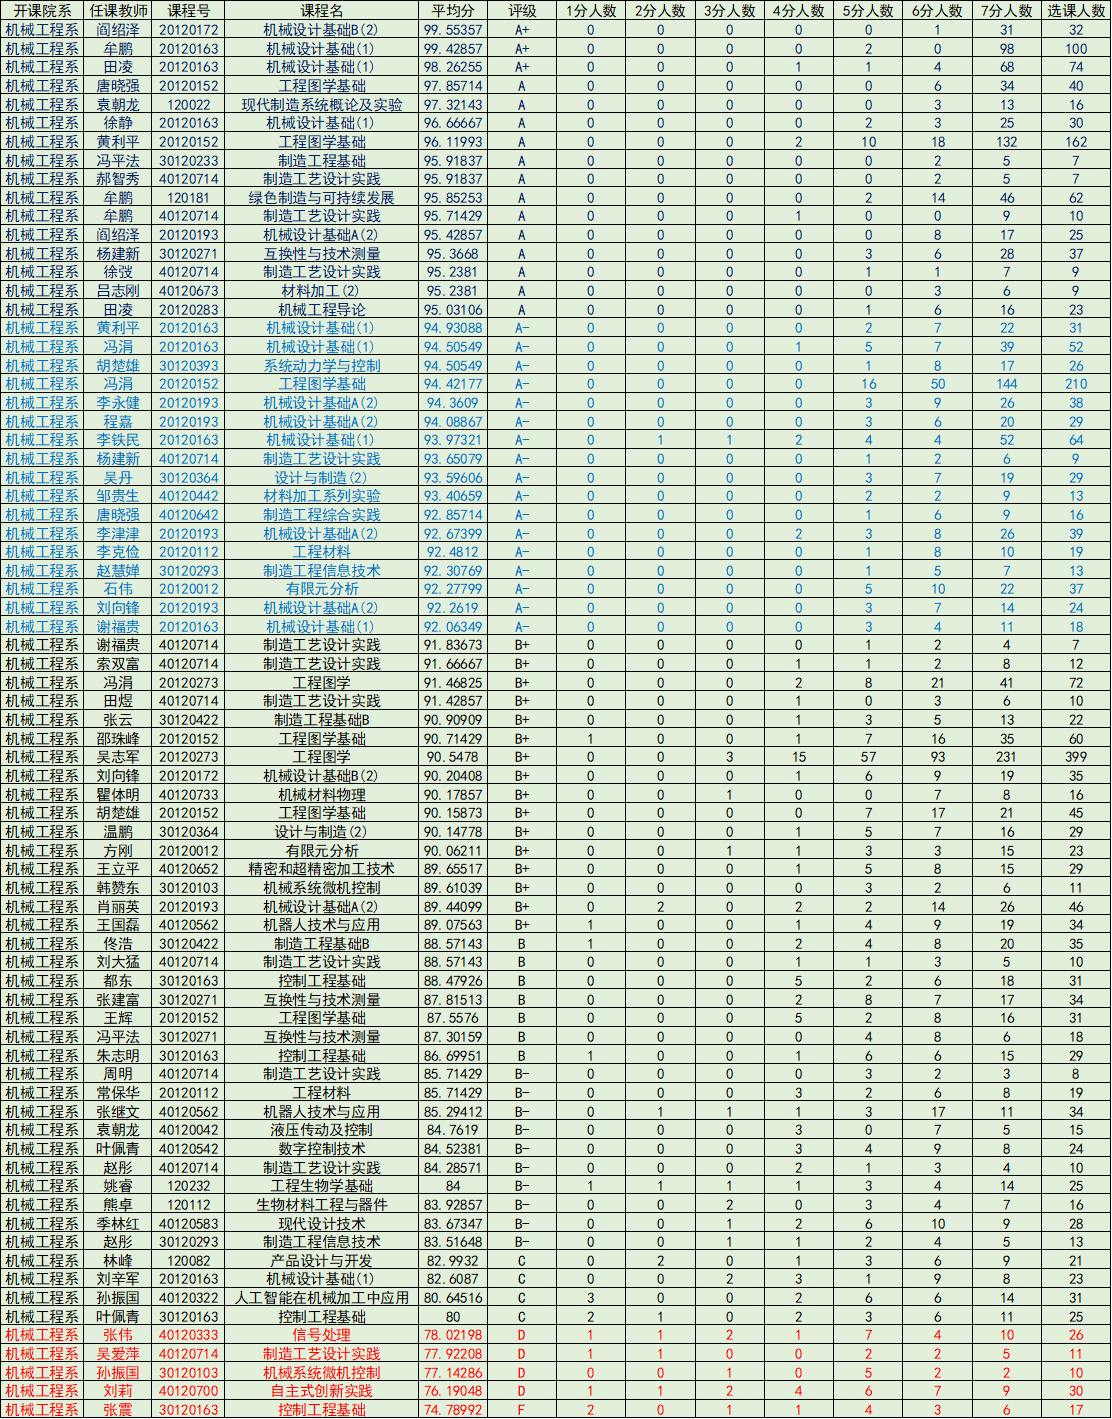 开课院系 任课教师 课程号 课程名 平均分 评级 1分人数 2分人数 3分人数 4分人数 5分人数 6分人数 7分人数 选课人数
机械工程系 阎绍泽 20120172 机械设计基础B(2) 99.55357 A+ 0 0 0 0 0 1 31 32
机械工程系 牟鹏 20120163 机械设计基础(1) 99.42857 A+ 0 0 0 0 2 0 98 100
机械工程系 田凌 20120163 机械设计基础(1) 98.26255 A+ 0 0 0 1 1 4 68 74
机械工程系 唐晓强 20120152 工程图学基础 97.85714 A 0 0 0 0 0 6 34 40
机械工程系 袁朝龙 120022 现代制造系统概论及实验 97.32143 A 0 0 0 0 0 3 13 16
机械工程系 徐静 20120163 机械设计基础(1) 96.66667 A 0 0 0 0 2 3 25 30
机械工程系 黄利平 20120152 工程图学基础 96.11993 A 0 0 0 2 10 18 132 162
机械工程系 冯平法 30120233 制造工程基础 95.91837 A 0 0 0 0 0 2 5 7
机械工程系 郝智秀 40120714 制造工艺设计实践 95.91837 A 0 0 0 0 0 2 5 7
机械工程系 牟鹏 120181 绿色制造与可持续发展 95.85253 A 0 0 0 0 2 14 46 62
机械工程系 牟鹏 40120714 制造工艺设计实践 95.71429 A 0 0 0 1 0 0 9 10
机械工程系 阎绍泽 20120193 机械设计基础A(2) 95.42857 A 0 0 0 0 0 8 17 25
机械工程系 杨建新 30120271 互换性与技术测量 95.3668 A 0 0 0 0 3 6 28 37
机械工程系 徐弢 40120714 制造工艺设计实践 95.2381 A 0 0 0 0 1 1 7 9
机械工程系 吕志刚 40120673 材料加工(2) 95.2381 A 0 0 0 0 0 3 6 9
机械工程系 田凌 20120283 机械工程导论 95.03106 A 0 0 0 0 1 6 16 23
机械工程系 黄利平 20120163 机械设计基础(1) 94.93088 A- 0 0 0 0 2 7 22 31
机械工程系 冯涓 20120163 机械设计基础(1) 94.50549 A- 0 0 0 1 5 7 39 52
机械工程系 胡楚雄 30120393 系统动力学与控制 94.50549 A- 0 0 0 0 1 8 17 26
机械工程系 冯涓 20120152 工程图学基础 94.42177 A- 0 0 0 0 16 50 144 210
机械工程系 李永健 20120193 机械设计基础A(2) 94.3609 A- 0 0 0 0 3 9 26 38
机械工程系 程嘉 20120193 机械设计基础A(2) 94.08867 A- 0 0 0 0 3 6 20 29
机械工程系 李铁民 20120163 机械设计基础(1) 93.97321 A- 0 1 1 2 4 4 52 64
机械工程系 杨建新 40120714 制造工艺设计实践 93.65079 A- 0 0 0 0 1 2 6 9
机械工程系 吴丹 30120364 设计与制造(2) 93.59606 A- 0 0 0 0 3 7 19 29
机械工程系 邹贵生 40120442 材料加工系列实验 93.40659 A- 0 0 0 0 2 2 9 13
机械工程系 唐晓强 40120642 制造工程综合实践 92.85714 A- 0 0 0 0 1 6 9 16
机械工程系 李津津 20120193 机械设计基础A(2) 92.67399 A- 0 0 0 2 3 8 26 39
机械工程系 李克俭 20120112 工程材料 92.4812 A- 0 0 0 0 1 8 10 19
机械工程系 赵慧婵 30120293 制造工程信息技术 92.30769 A- 0 0 0 0 1 5 7 13
机械工程系 石伟 20120012 有限元分析 92.27799 A- 0 0 0 0 5 10 22 37
机械工程系 刘向锋 20120193 机械设计基础A(2) 92.2619 A- 0 0 0 0 3 7 14 24
机械工程系 谢福贵 20120163 机械设计基础(1) 92.06349 A- 0 0 0 0 3 4 11 18
机械工程系 谢福贵 40120714 制造工艺设计实践 91.83673 B+ 0 0 0 0 1 2 4 7
机械工程系 索双富 40120714 制造工艺设计实践 91.66667 B+ 0 0 0 1 1 2 8 12
机械工程系 冯涓 20120273 工程图学 91.46825 B+ 0 0 0 2 8 21 41 72
机械工程系 田煜 40120714 制造工艺设计实践 91.42857 B+ 0 0 0 1 0 3 6 10
机械工程系 张云 30120422 制造工程基础B 90.90909 B+ 0 0 0 1 3 5 13 22
机械工程系 邵珠峰 20120152 工程图学基础 90.71429 B+ 1 0 0 1 7 16 35 60
机械工程系 吴志军 20120273 工程图学 90.5478 B+ 0 0 3 15 57 93 231 399
机械工程系 刘向锋 20120172 机械设计基础B(2) 90.20408 B+ 0 0 0 1 6 9 19 35
机械工程系 瞿体明 40120733 机械材料物理 90.17857 B+ 0 0 1 0 0 7 8 16
机械工程系 胡楚雄 20120152 工程图学基础 90.15873 B+ 0 0 0 0 7 17 21 45
机械工程系 温鹏 30120364 设计与制造(2) 90.14778 B+ 0 0 0 1 5 7 16 29
机械工程系 方刚 20120012 有限元分析 90.06211 B+ 0 0 1 1 3 3 15 23
机械工程系 王立平 40120652 精密和超精密加工技术 89.65517 B+ 0 0 0 1 5 8 15 29
机械工程系 韩赞东 30120103 机械系统微机控制 89.61039 B+ 0 0 0 0 3 2 6 11
机械工程系 肖丽英 20120193 机械设计基础A(2) 89.44099 B+ 0 2 0 2 2 14 26 46
机械工程系 王国磊 40120562 机器人技术与应用 89.07563 B+ 1 0 0 1 4 9 19 34
机械工程系 佟浩 30120422 制造工程基础B 88.57143 B 1 0 0 2 4 8 20 35
机械工程系 刘大猛 40120714 制造工艺设计实践 88.57143 B 0 0 0 1 1 3 5 10
机械工程系 都东 30120163 控制工程基础 88.47926 B 0 0 0 5 2 6 18 31
机械工程系 张建富 30120271 互换性与技术测量 87.81513 B 0 0 0 2 8 7 17 34
机械工程系 王辉 20120152 工程图学基础 87.5576 B 0 0 0 5 2 8 16 31
机械工程系 冯平法 30120271 互换性与技术测量 87.30159 B 0 0 0 0 4 8 6 18
机械工程系 朱志明 30120163 控制工程基础 86.69951 B 1 0 0 1 6 6 15 29
机械工程系 周明 40120714 制造工艺设计实践 85.71429 B- 0 0 0 0 3 2 3 8
机械工程系 常保华 20120112 工程材料 85.71429 B- 0 0 0 3 2 6 8 19
机械工程系 张继文 40120562 机器人技术与应用 85.29412 B- 0 1 1 1 3 17 11 34
机械工程系 袁朝龙 40120042 液压传动及控制 84.7619 B- 0 0 0 3 0 7 5 15
机械工程系 叶佩青 40120542 数字控制技术 84.52381 B- 0 0 0 3 4 9 8 24
机械工程系 赵彤 40120714 制造工艺设计实践 84.28571 B- 0 0 0 2 1 3 4 10
机械工程系 姚睿 120232 工程生物学基础 84 B- 1 1 1 1 3 4 14 25
机械工程系 熊卓 120112 生物材料工程与器件 83.92857 B- 0 0 2 0 3 4 7 16
机械工程系 季林红 40120583 现代设计技术 83.67347 B- 0 0 1 2 6 10 9 28
机械工程系 赵彤 30120293 制造工程信息技术 83.51648 B- 0 0 1 1 2 4 5 13
机械工程系 林峰 120082 产品设计与开发 82.9932 C 0 2 0 1 3 6 9 21
机械工程系 刘辛军 20120163 机械设计基础(1) 82.6087 C 0 0 2 3 1 9 8 23
机械工程系 孙振国 40120322 人工智能在机械加工中应用 80.64516 C 3 0 0 2 6 6 14 31
机械工程系 叶佩青 30120163 控制工程基础 80 C 2 1 0 2 3 6 11 25
机械工程系 张伟 40120333 信号处理 78.02198 D 1 1 2 1 7 4 10 26
机械工程系 吴爱萍 40120714 制造工艺设计实践 77.92208 D 1 1 0 0 2 2 5 11
机械工程系 孙振国 30120103 机械系统微机控制 77.14286 D 0 0 1 0 5 2 2 10
机械工程系 刘莉 40120700 自主式创新实践 76.19048 D 1 1 2 4 6 7 9 30
机械工程系 张震 30120163 控制工程基础 74.78992 F 2 0 1 1 4 3 6 17